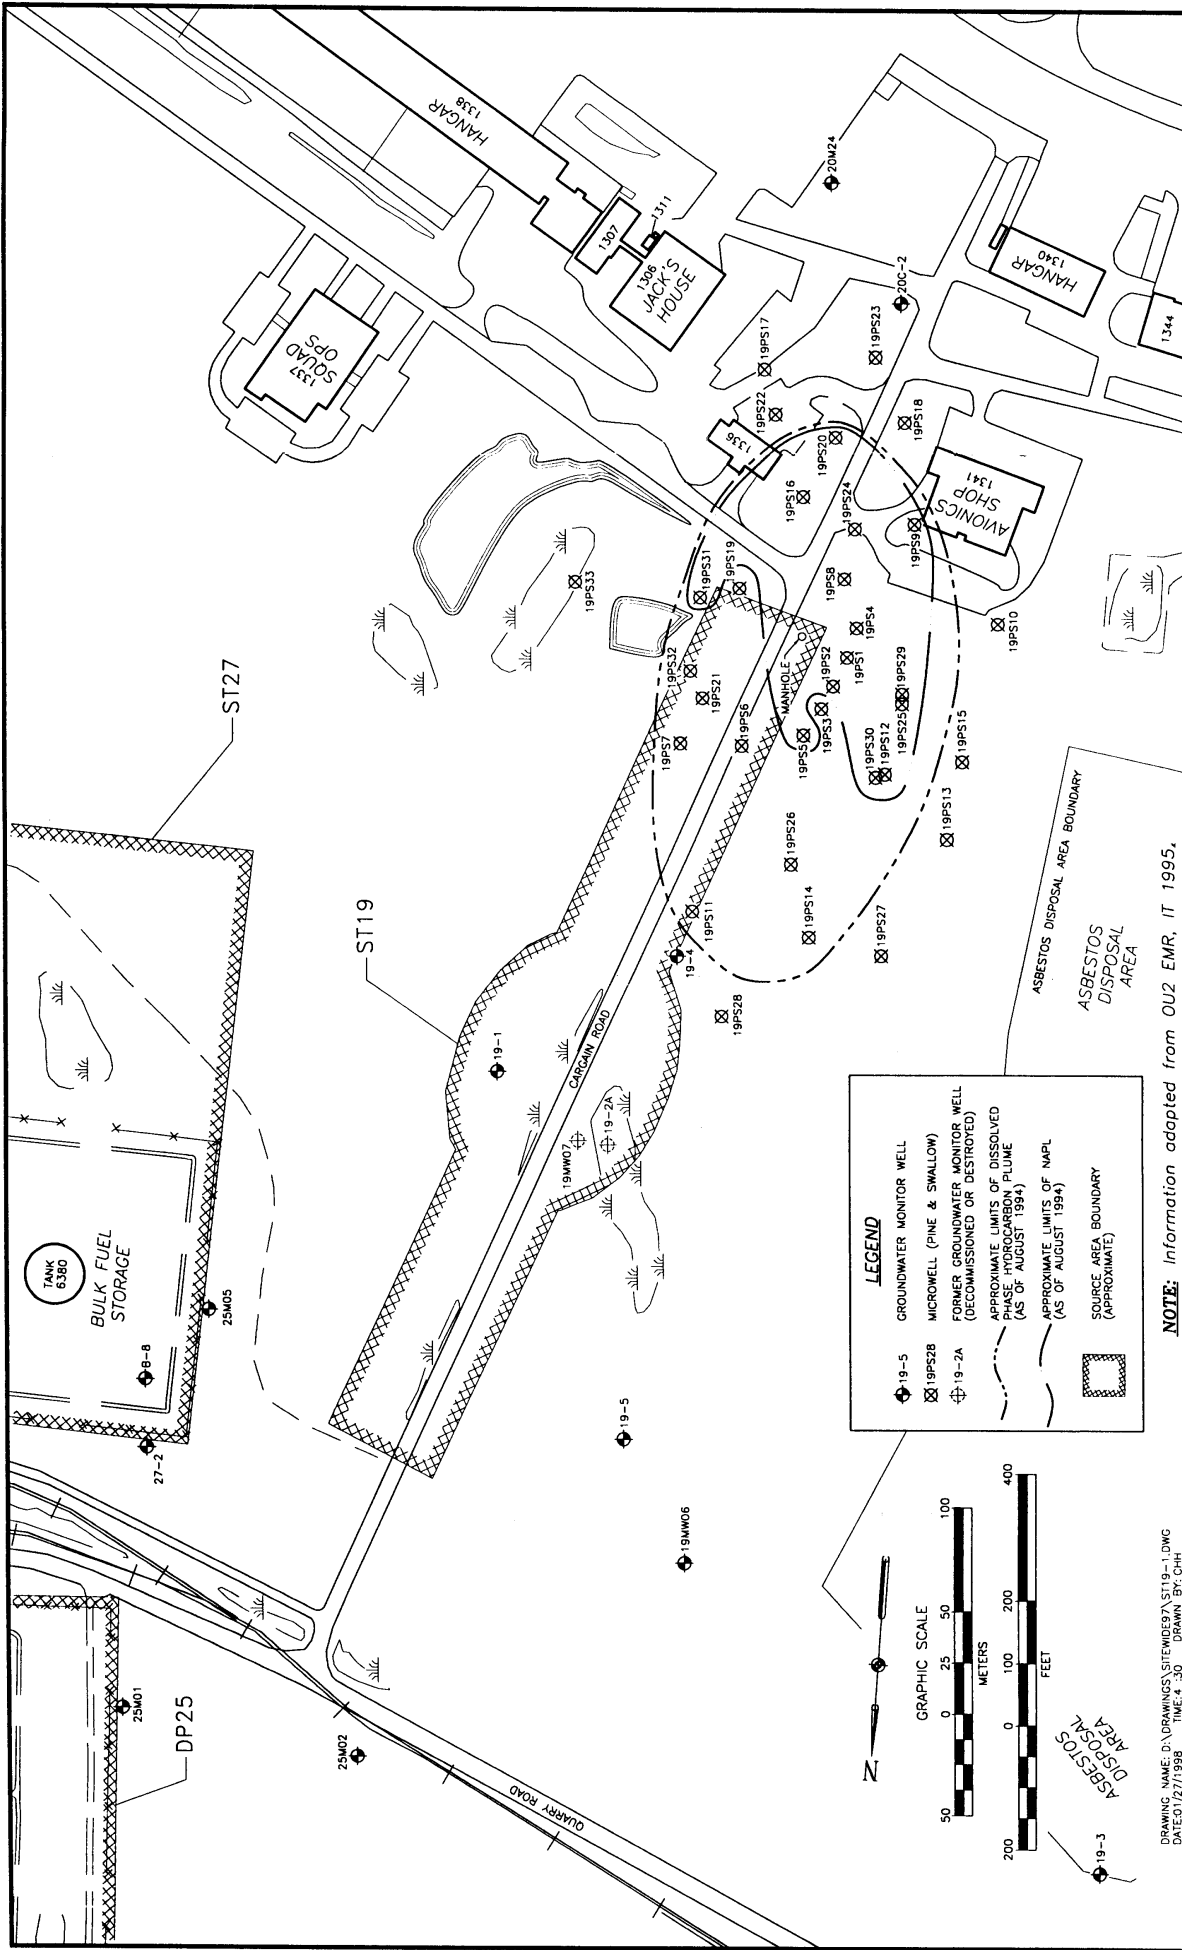 HANGAR
1338
1337
SQUAD
OPS
1307
1311
1306
JACK'S
HOUSE
20M24
20C-2
HANGAR
1340
1344
19PS17
19PS23
19PS22
1336
19PS20
19PS18
19PS16
19PS24
AVIONICS
SHOP
1341
19PS9
19PS31
19PS19
19PS33
19PS8
19PS4
19PS10
MANHOLE
19PS2
19PS1
19PS32
19PS21
19PS3
19PS29
19PS25
19PS7
19PS6
19PS5
19PS30
19PS12
19PS15
19PS13
19PS26
19PS14
19PS27
19PS11
19-4
19PS28
ST27
ST19
19-1
CARGAIN ROAD
19MW07
19-2A
TANK
6380
BULK FUEL
STORAGE
25M05
8-8
27-2
19-5
19MW06
25M01
DP25
25M02
QUARRY ROAD
ASBESTOS DISPOSAL AREA BOUNDARY
ASBESTOS
DISPOSAL
AREA
LEGEND
19-5 GROUNDWATER MONITOR WELL
19PS28 MICROWELL (PINE & SWALLOW)
19-2A FORMER GROUNDWATER MONITOR WELL
(DECOMMISSIONED OR DESTROYED)
APPROXIMATE LIMITS OF DISSOLVED
PHASE HYDROCARBON PLUME
(AS OF AUGUST 1994)
APPROXIMATE LIMITS OF NAPL
(AS OF AUGUST 1994)
SOURCE AREA BOUNDARY
(APPROXIMATE)
N
GRAPHIC SCALE
50 0 25 50 100
METERS
200 0 100 200 400
FEET
ASBESTOS
DISPOSAL
AREA
19-3
NOTE: Information adapted from OU2 EMR, IT 1995.
DRAWING NAME: D:\DRAWINGS\SITEWIDE97\ST19-1.DWG
DATE:01/27/1998 TIME:4 :30 DRAWN BY: CHH